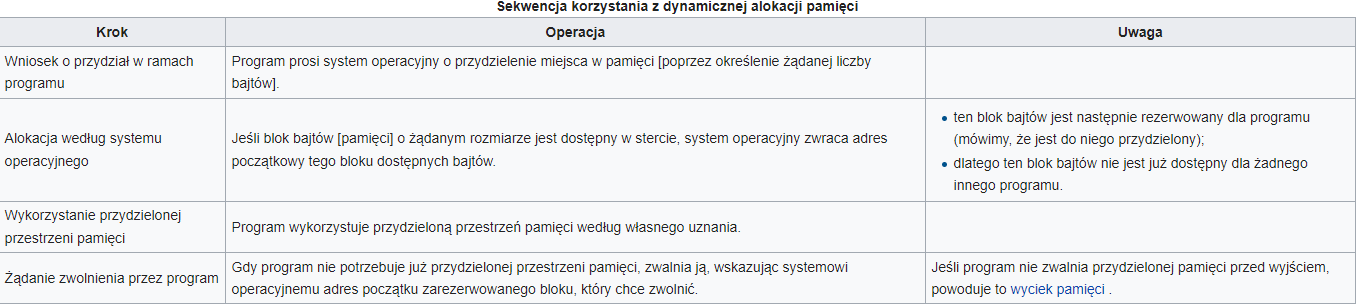 Sekwencja korzystania z dynamicznej alokacji pamięci
Krok
Operacja
Uwaga
Wniosek o przydział w ramach
programu
Program prosi system operacyjny o przydzielenie miejsca w pamięci [poprzez określenie żądanej liczby
bajtów].
Alokacja według systemu
operacyjnego
Jeśli blok bajtów [pamięci] o żądanym rozmiarze jest dostępny w stercie, system operacyjny zwraca adres
początkowy tego bloku dostępnych bajtów.
• ten blok bajtów jest następnie rezerwowany dla programu
(mówimy, że jest do niego przydzielony);
• dlatego ten blok bajtów nie jest już dostępny dla żadnego
innego programu.
Wykorzystanie przydzielonej
przestrzeni pamięci
Program wykorzystuje przydzieloną przestrzeń pamięci według własnego uznania.
Żądanie zwolnienia przez program
Gdy program nie potrzebuje już przydzielonej przestrzeni pamięci, zwalnia ją, wskazując systemowi
operacyjnemu adres początku zarezerwowanego bloku, który chce zwolnić.
Jeśli program nie zwalnia przydzielonej pamięci przed wyjściem,
powoduje to wyciek pamięci .